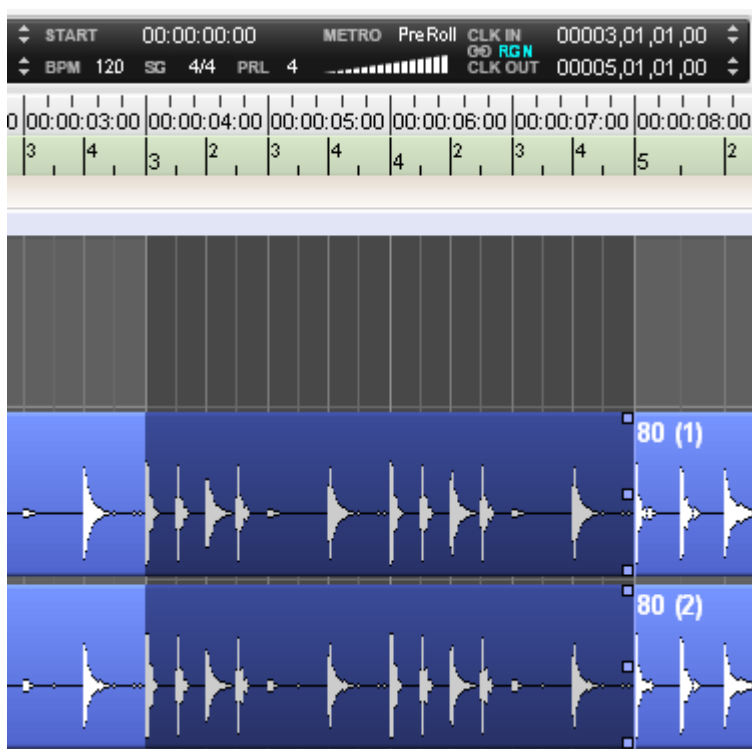 START 00:00:00:00 METRO PreRoll CLK IN 00003,01,01,00
RGN
BPM 120 SG 4/4 PRL 4 CLK OUT 00005,01,01,00
0 00:00:03:00 00:00:04:00 00:00:05:00 00:00:06:00 00:00:07:00 00:00:08:00
3 4 3 2 3 4 4 2 3 4 5 2
80 (1)
80 (2)